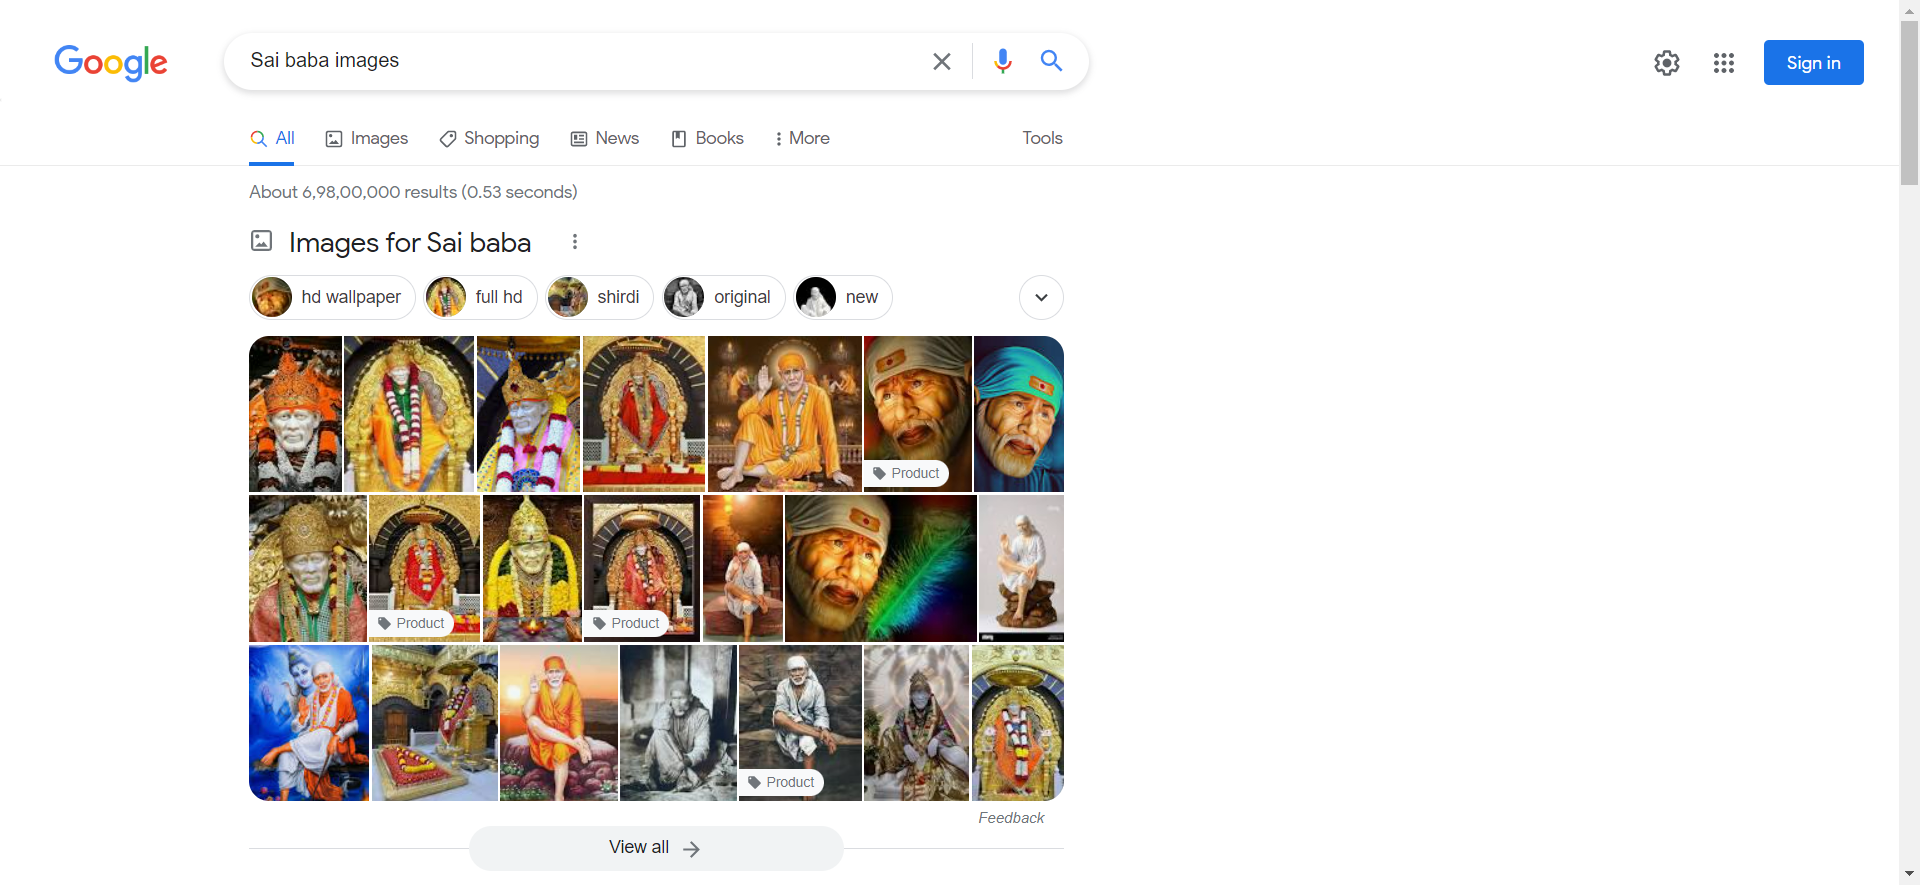 Google
Sai baba images
Sign in
All
Images
Shopping
News
Books
More
Tools
About 6,98,00,000 results (0.53 seconds)
Images for Sai baba
hd wallpaper
full hd
shirdi
original
new
Product
Product
Product
Product
Feedback
View all